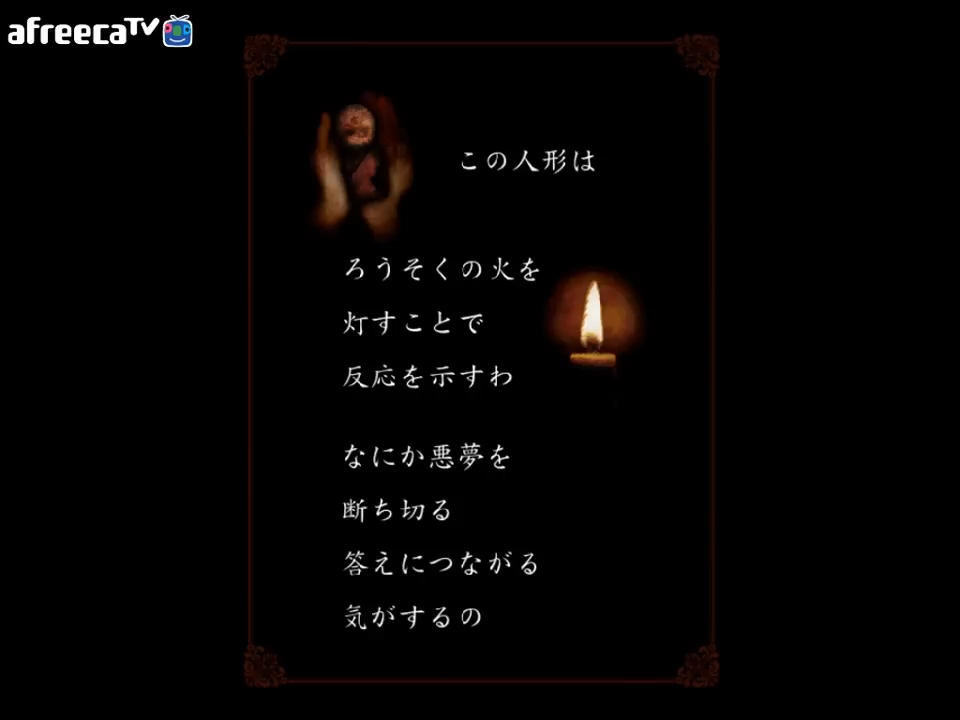 afreecaTV
この人形は
ろうそくの火を
灯すことで
反応を示すわ
なにか悪夢を
断ち切る
答えにつながる
気がするの